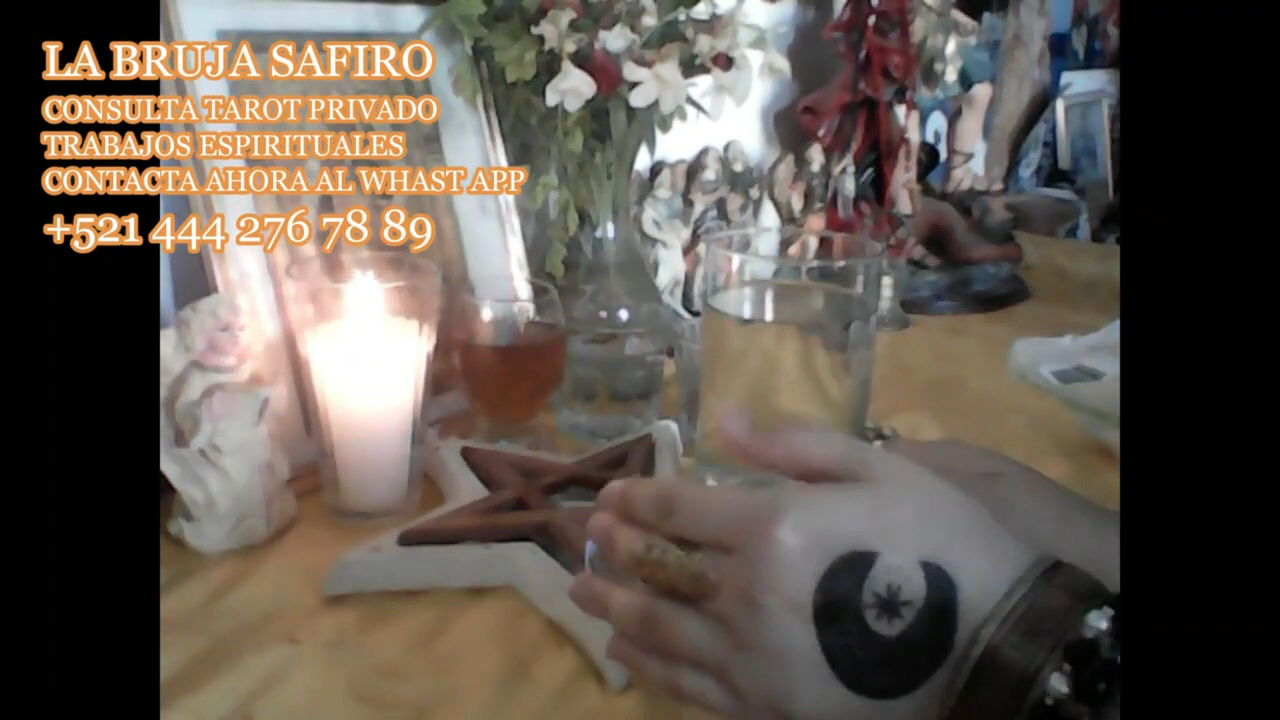 LA BRUJA SAFIRO
CONSULTA TAROT PRIVADO
TRABAJOS ESPIRITUALES
CONTACTA AHORA AL WHAST APP
+521 444 276 78 89